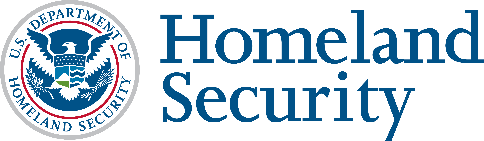 U.S. DEPARTMENT OF
HOMELAND SECURITY
Homeland
Security